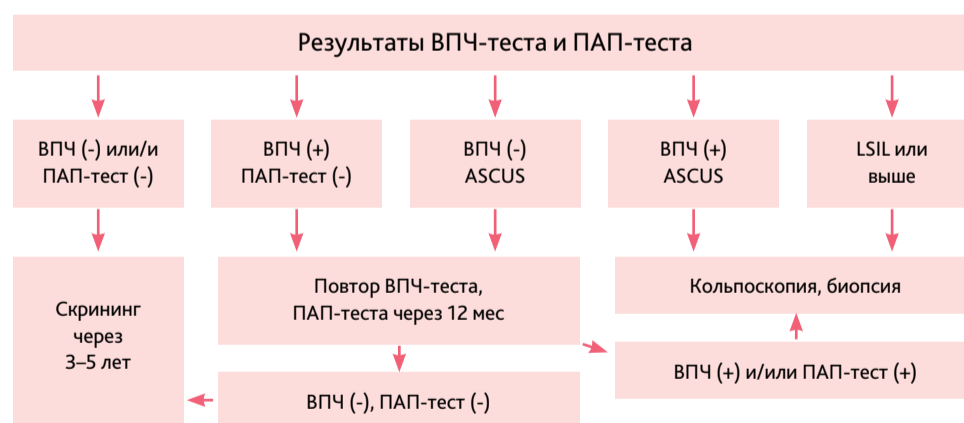 Результаты ВПЧ-теста и ПАП-теста
ВПЧ (-) или/и
ПАП-тест (-)
ВПЧ (+)
ПАП-тест (-)
ВПЧ (-)
ASCUS
ВПЧ (+)
ASCUS
LSIL или
выше
Скрининг
через
3–5 лет
Повтор ВПЧ-теста,
ПАП-теста через 12 мес
Кольпоскопия, биопсия
ВПЧ (-), ПАП-тест (-)
ВПЧ (+) и/или ПАП-тест (+)